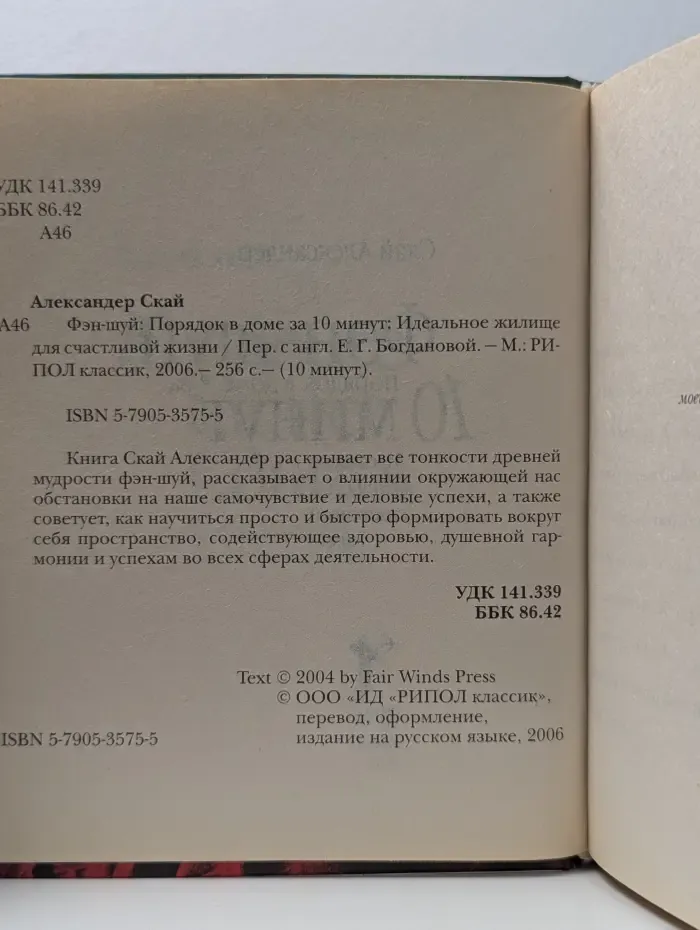 УДК 141.339
ББК 86.42
А46
Александер Скай
А46 Фэн-шуй: Порядок в доме за 10 минут: Идеальное жилище
для счастливой жизни / Пер. с англ. Е. Г. Богдановой. – М.: РИ-
ПОЛ классик, 2006.– 256 с.– (10 минут).
ISBN 5-7905-3575-5
Книга Скай Александер раскрывает все тонкости древней
мудрости фэн-шуй, рассказывает о влиянии окружающей нас
обстановки на наше самочувствие и деловые успехи, а также
советует, как научиться просто и быстро формировать вокруг
себя пространство, содействующее здоровью, душевной гар-
монии и успехам во всех сферах деятельности.
УДК 141.339
ББК 86.42
Text © 2004 by Fair Winds Press
© ООО «ИД «РИПОЛ классик»,
перевод, оформление,
ISBN 5-7905-3575-5 издание на русском языке, 2006